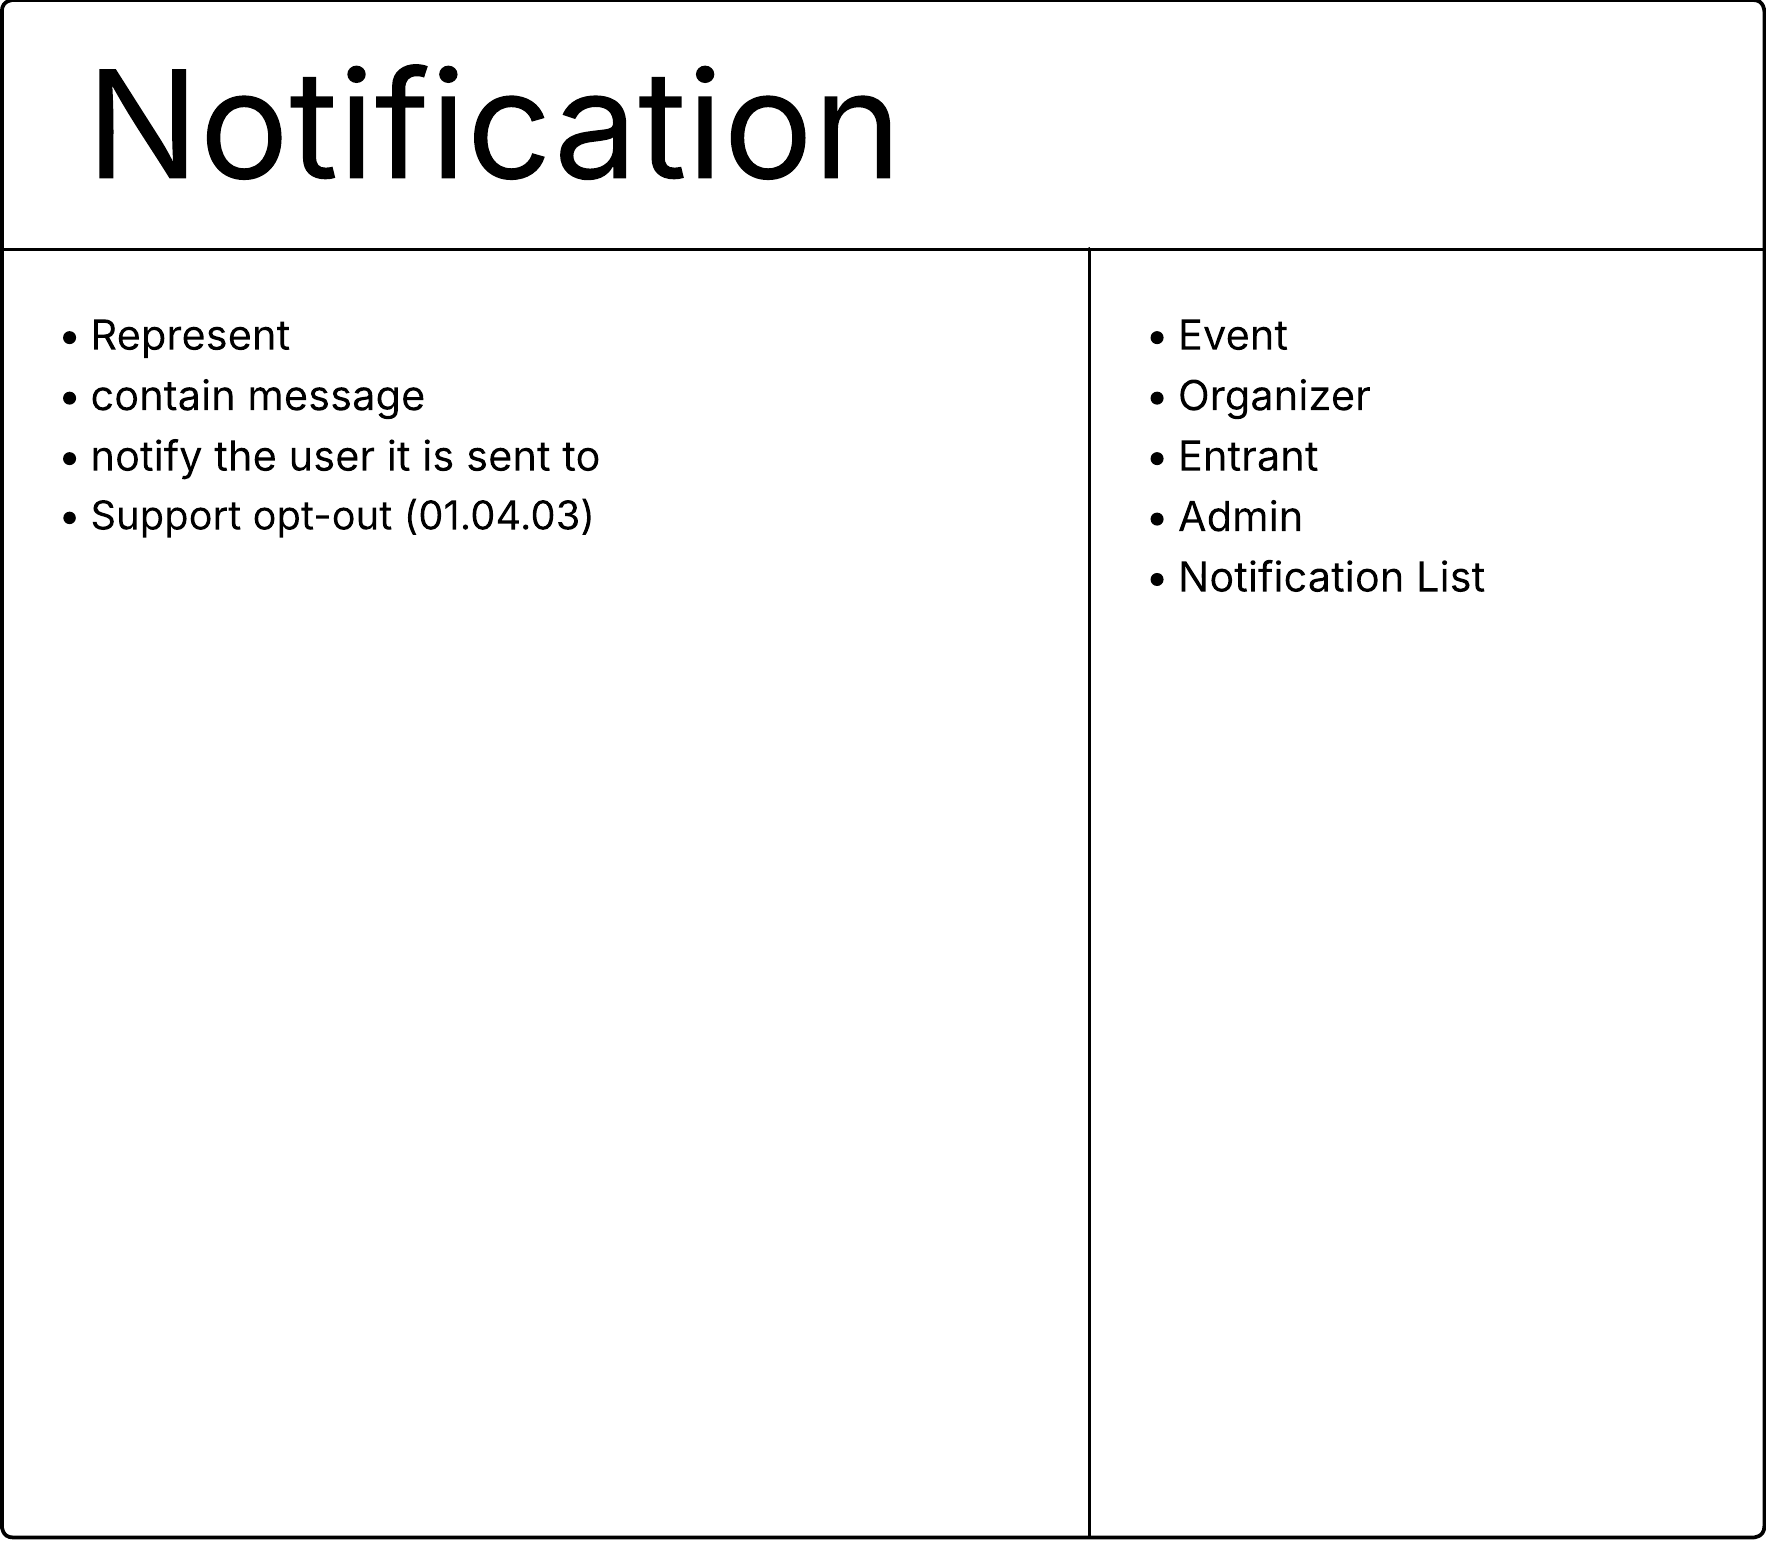 Notification
• Represent
• contain message
• notify the user it is sent to
• Support opt-out (01.04.03)
• Event
• Organizer
• Entrant
• Admin
• Notification List